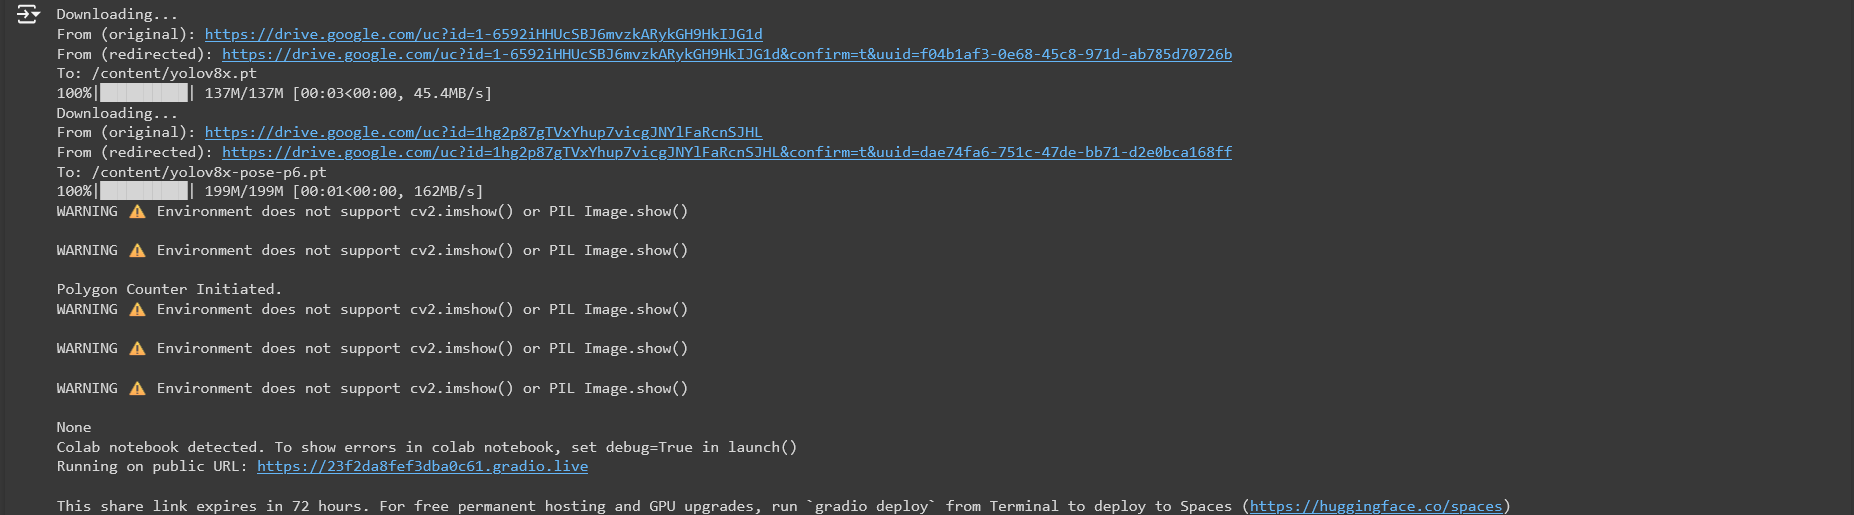 Downloading...
From (original): https://drive.google.com/uc?id=1-6592iHHUcSBJ6mvzkARykGH9HkIJG1d
From (redirected): https://drive.google.com/uc?id=1-6592iHHUcSBJ6mvzkARykGH9HkIJG1d&confirm=t&uuid=f04b1af3-0e68-45c8-971d-ab785d70726b
To: /content/yolov8x.pt
100%|██████████| 137M/137M [00:03<00:00, 45.4MB/s]
Downloading...
From (original): https://drive.google.com/uc?id=1hg2p87gTVxYhup7vicgJNYlFaRcnSJHL
From (redirected): https://drive.google.com/uc?id=1hg2p87gTVxYhup7vicgJNYlFaRcnSJHL&confirm=t&uuid=dae74fa6-751c-47de-bb71-d2e0bca168ff
To: /content/yolov8x-pose-p6.pt
100%|██████████| 199M/199M [00:01<00:00, 162MB/s]
WARNING ⚠️ Environment does not support cv2.imshow() or PIL Image.show()
WARNING ⚠️ Environment does not support cv2.imshow() or PIL Image.show()
Polygon Counter Initiated.
WARNING ⚠️ Environment does not support cv2.imshow() or PIL Image.show()
WARNING ⚠️ Environment does not support cv2.imshow() or PIL Image.show()
WARNING ⚠️ Environment does not support cv2.imshow() or PIL Image.show()
None
Colab notebook detected. To show errors in colab notebook, set debug=True in launch()
Running on public URL: https://23f2da8fef3dba0c61.gradio.live
This share link expires in 72 hours. For free permanent hosting and GPU upgrades, run `gradio deploy` from Terminal to deploy to Spaces (https://huggingface.co/spaces)